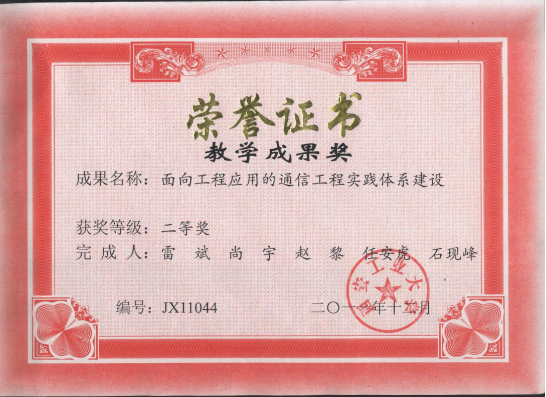 荣誉证书
教学成果奖
成果名称：面向工程应用的通信工程实践体系建设
获奖等级：二等奖
完成人：雷斌 尚宇 赵黎 任安虎 石现峰
编号：JX11044 二〇一一年十二月
工业大